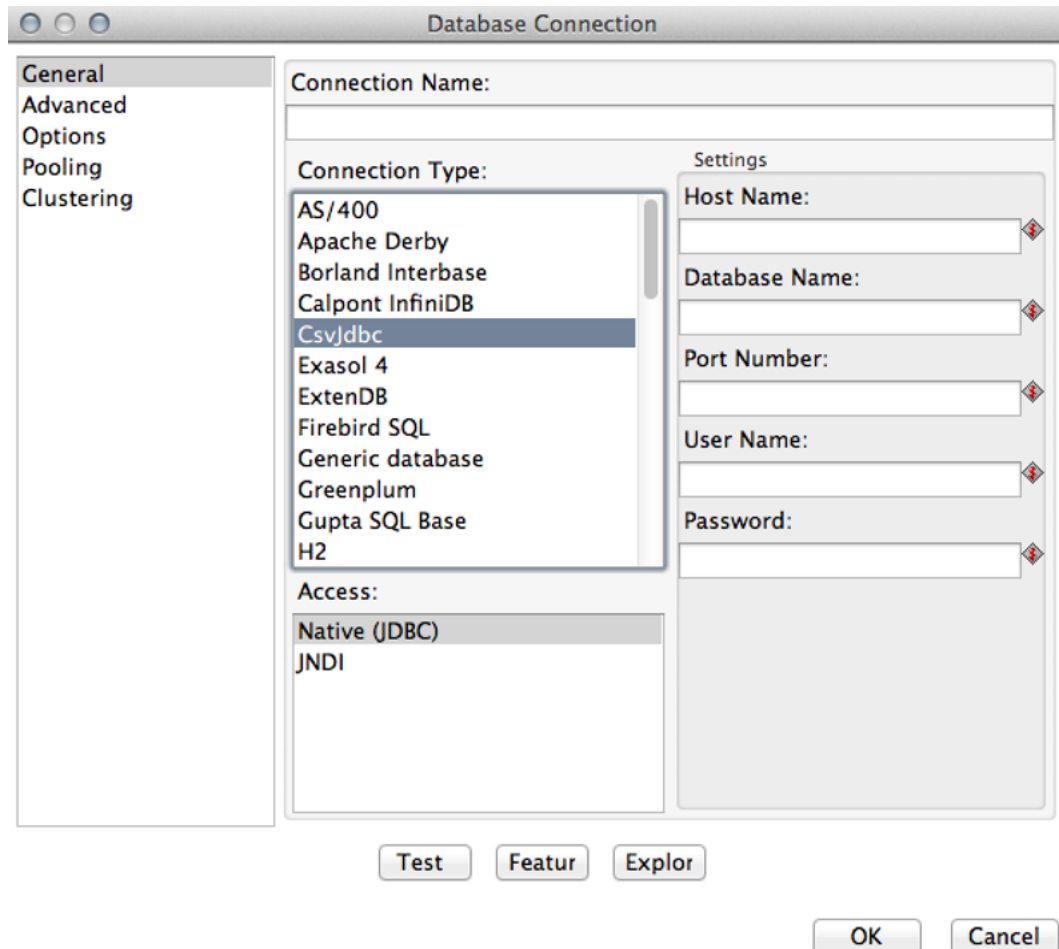 Database Connection
General
Advanced
Options
Pooling
Clustering
Connection Name:
Connection Type:
AS/400
Apache Derby
Borland Interbase
Calpont InfiniDB
CsvJdbc
Exasol 4
ExtenDB
Firebird SQL
Generic database
Greenplum
Gupta SQL Base
H2
Access:
Native (JDBC)
JNDI
Settings
Host Name:
Database Name:
Port Number:
User Name:
Password:
Test
Featur
Explor
OK
Cancel